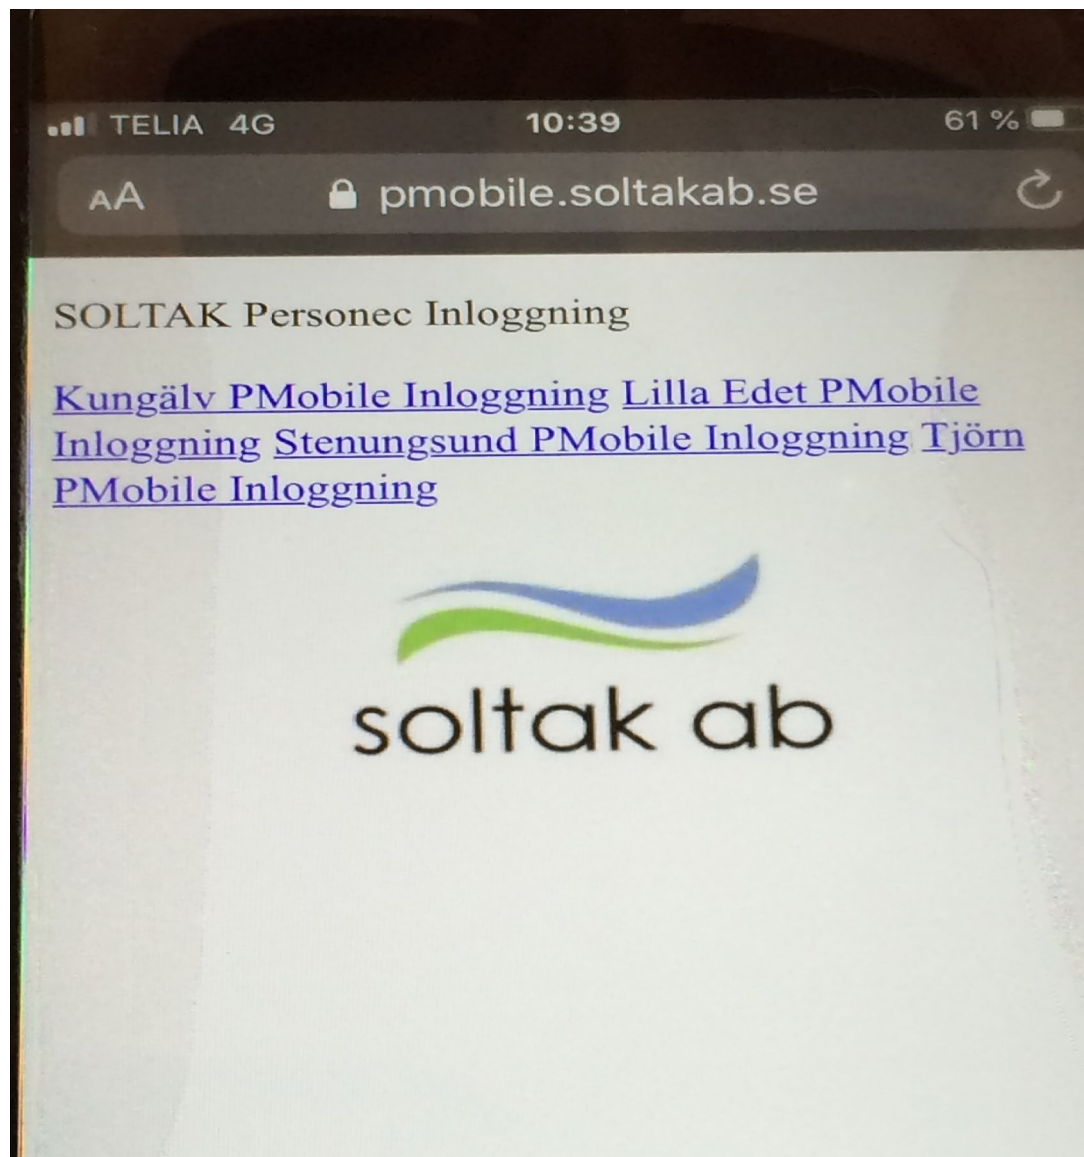 TELIA 4G 10:39 61 %
AA pmobile.soltakab.se
SOLTAK Personec Inloggning
Kungälv PMobile Inloggning Lilla Edet PMobile
Inloggning Stenungsund PMobile Inloggning Tjörn
PMobile Inloggning
soltak ab